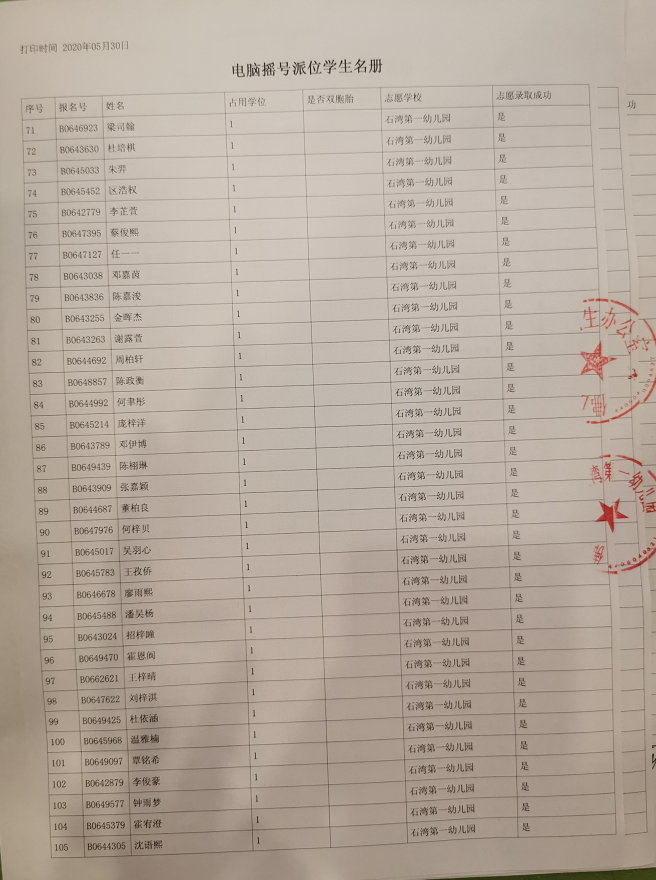 打印时间 2020年05月30日
电脑摇号派位学生名册
序号 报名号 姓名 占用学位 是否双胞胎 志愿学校 志愿录取成功
71 B0646923 梁司翰 1 石湾第一幼儿园 是
72 B0643630 杜培棋 1 石湾第一幼儿园 是
73 B0645033 朱羿 1 石湾第一幼儿园 是
74 B0645452 区浩权 1 石湾第一幼儿园 是
75 B0642779 李芷萱 1 石湾第一幼儿园 是
76 B0647395 蔡俊熙 1 石湾第一幼儿园 是
77 B0647127 任一一 1 石湾第一幼儿园 是
78 B0643038 邓嘉茵 1 石湾第一幼儿园 是
79 B0643836 陈嘉浚 1 石湾第一幼儿园 是
80 B0643255 金晖杰 1 石湾第一幼儿园 是
81 B0643263 谢露萱 1 石湾第一幼儿园 是
82 B0644692 周柏轩 1 石湾第一幼儿园 是
83 B0648857 陈政衡 1 石湾第一幼儿园 是
84 B0644992 何聿彤 1 石湾第一幼儿园 是
85 B0645214 庞梓洋 1 石湾第一幼儿园 是
86 B0643789 邓伊博 1 石湾第一幼儿园 是
87 B0649439 陈栩琳 1 石湾第一幼儿园 是
88 B0643909 张嘉颖 1 石湾第一幼儿园 是
89 B0644687 董柏良 1 石湾第一幼儿园 是
90 B0647976 何梓贝 1 石湾第一幼儿园 是
91 B0645017 吴羽心 1 石湾第一幼儿园 是
92 B0645783 王孜侨 1 石湾第一幼儿园 是
93 B0646678 廖雨熙 1 石湾第一幼儿园 是
94 B0645488 潘昊杨 1 石湾第一幼儿园 是
95 B0643024 招梓瞳 1 石湾第一幼儿园 是
96 B0649470 霍恩闻 1 石湾第一幼儿园 是
97 B0662621 王梓晴 1 石湾第一幼儿园 是
98 B0647622 刘梓淇 1 石湾第一幼儿园 是
99 B0649425 杜依涵 1 石湾第一幼儿园 是
100 B0645968 温雅楠 1 石湾第一幼儿园 是
101 B0649097 覃铭希 1 石湾第一幼儿园 是
102 B0642879 李俊豪 1 石湾第一幼儿园 是
103 B0649577 钟雨梦 1 石湾第一幼儿园 是
104 B0645379 霍宥澄 1 石湾第一幼儿园 是
105 B0644305 沈语熙 1 石湾第一幼儿园 是
功
生办公室
佛
湾第一幼儿园